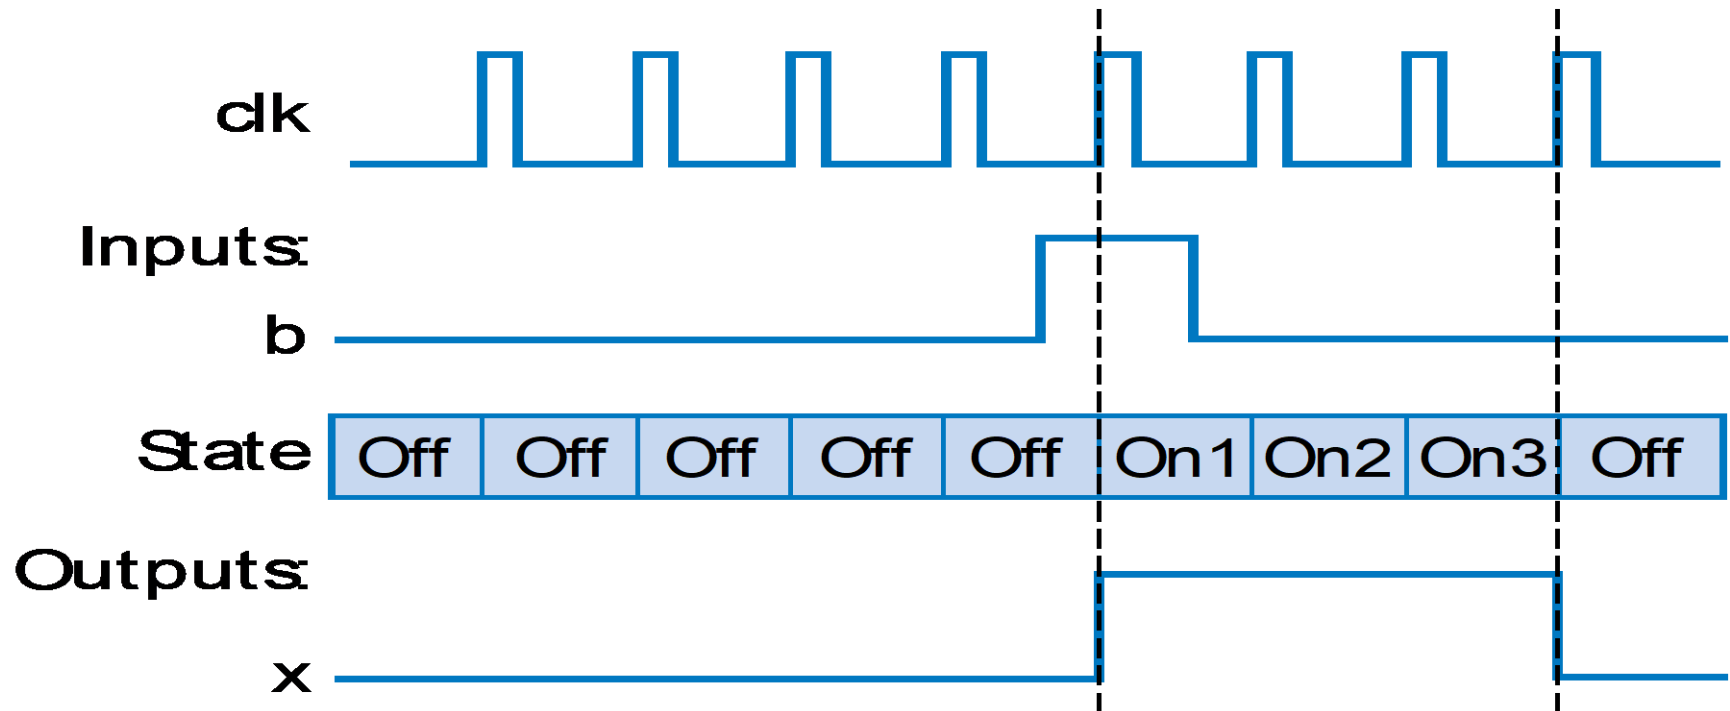 clk
Inputs:
b
State Off Off Off Off Off On1 On2 On3 Off
Outputs:
x